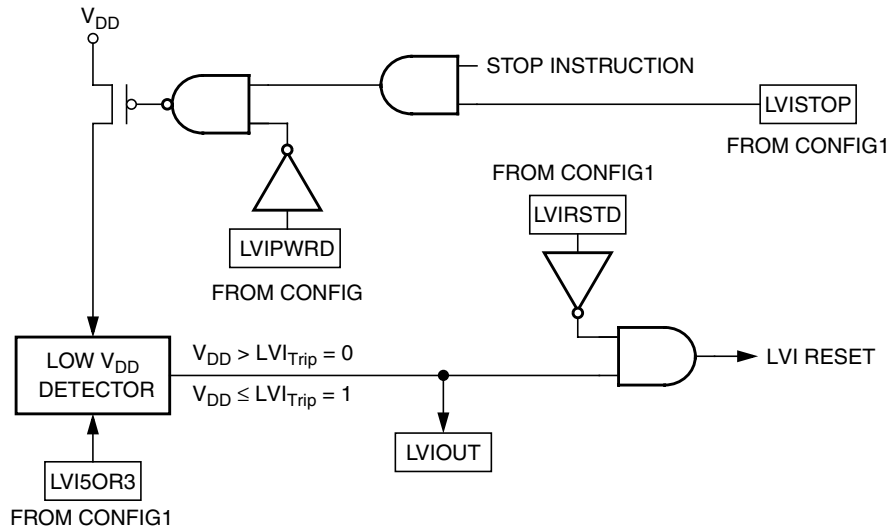 V_DD
STOP INSTRUCTION
LVISTOP
FROM CONFIG1
FROM CONFIG1
LVIRSTD
LVIPWRD
FROM CONFIG
LOW V_DD
DETECTOR
V_DD > LVI_Trip = 0
V_DD ≤ LVI_Trip = 1
LVI RESET
LVIOUT
LVI5OR3
FROM CONFIG1